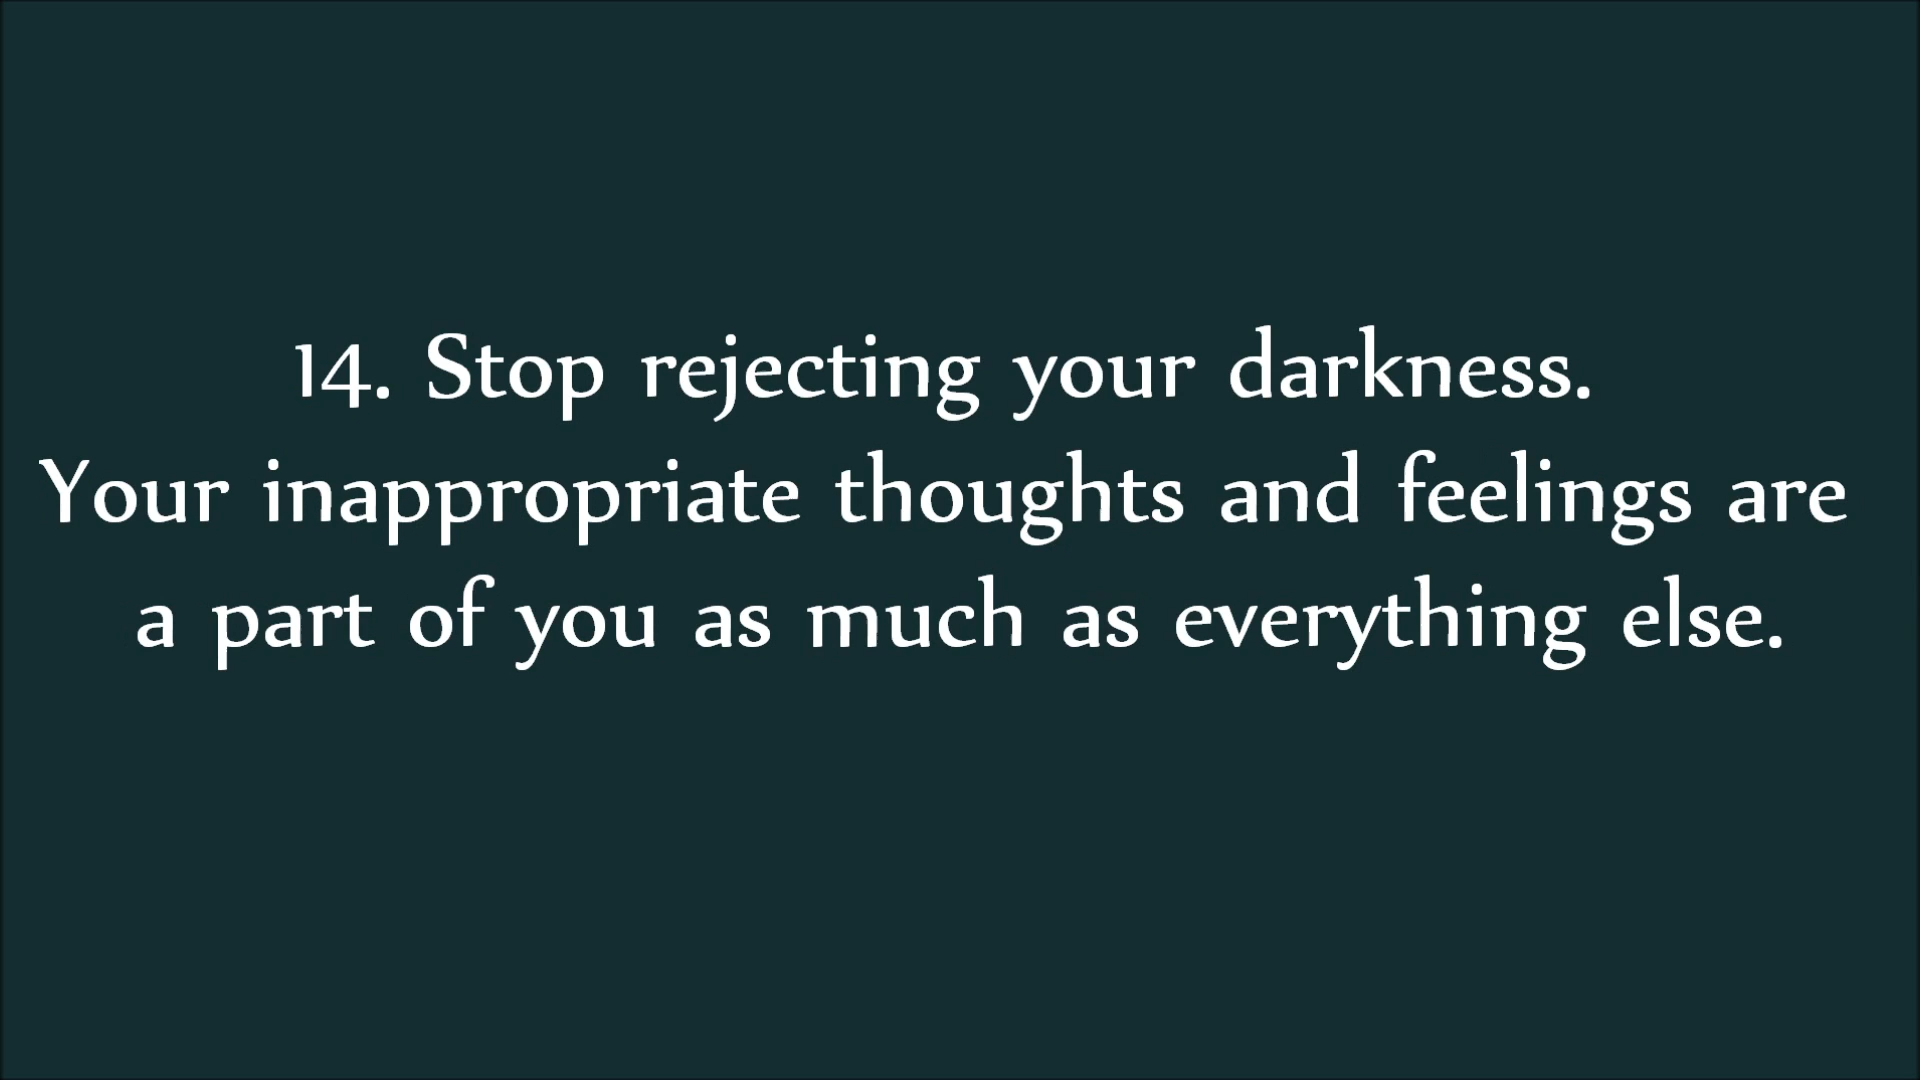 14. Stop rejecting your darkness.
Your inappropriate thoughts and feelings are
a part of you as much as everything else.